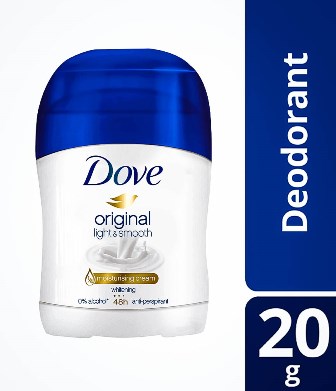 Dove
original
light & smooth
moisturising cream
whitening
0% alcohol* 48h anti-perspirant
Deodorant
20
g